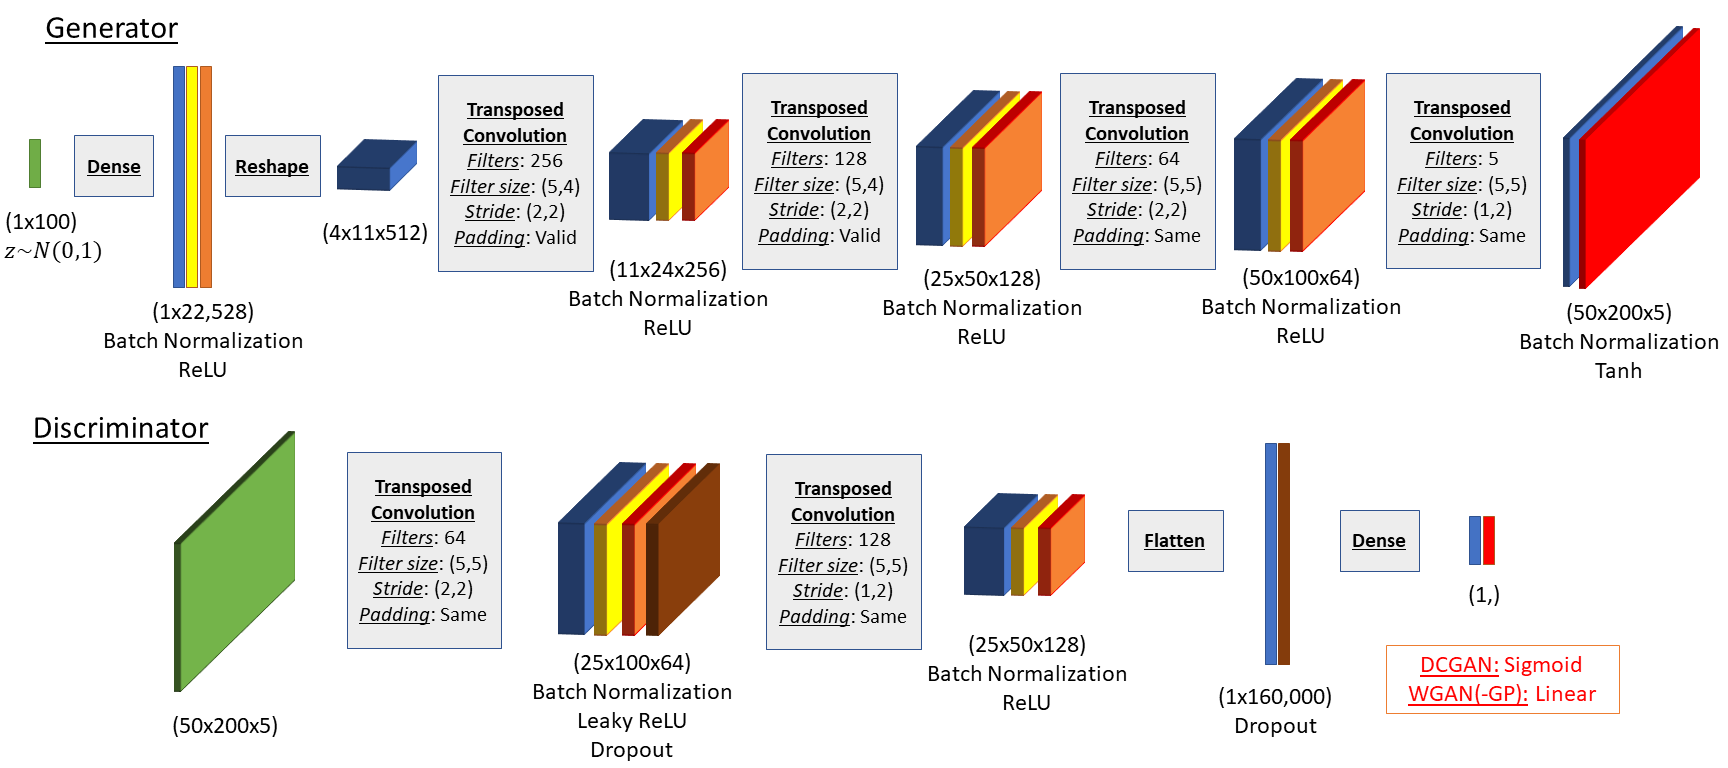 Generator
(1x100)
z~N(0,1)
Dense
(1x22,528)
Batch Normalization
ReLU
Reshape
(4x11x512)
Transposed
Convolution
Filters: 256
Filter size: (5,4)
Stride: (2,2)
Padding: Valid
(11x24x256)
Batch Normalization
ReLU
Transposed
Convolution
Filters: 128
Filter size: (5,4)
Stride: (2,2)
Padding: Valid
(25x50x128)
Batch Normalization
ReLU
Transposed
Convolution
Filters: 64
Filter size: (5,5)
Stride: (2,2)
Padding: Same
(50x100x64)
Batch Normalization
ReLU
Transposed
Convolution
Filters: 5
Filter size: (5,5)
Stride: (1,2)
Padding: Same
(50x200x5)
Batch Normalization
Tanh
Discriminator
(50x200x5)
Transposed
Convolution
Filters: 64
Filter size: (5,5)
Stride: (2,2)
Padding: Same
(25x100x64)
Batch Normalization
Leaky ReLU
Dropout
Transposed
Convolution
Filters: 128
Filter size: (5,5)
Stride: (1,2)
Padding: Same
(25x50x128)
Batch Normalization
ReLU
Flatten
(1x160,000)
Dropout
Dense
(1,)
DCGAN: Sigmoid
WGAN(-GP): Linear